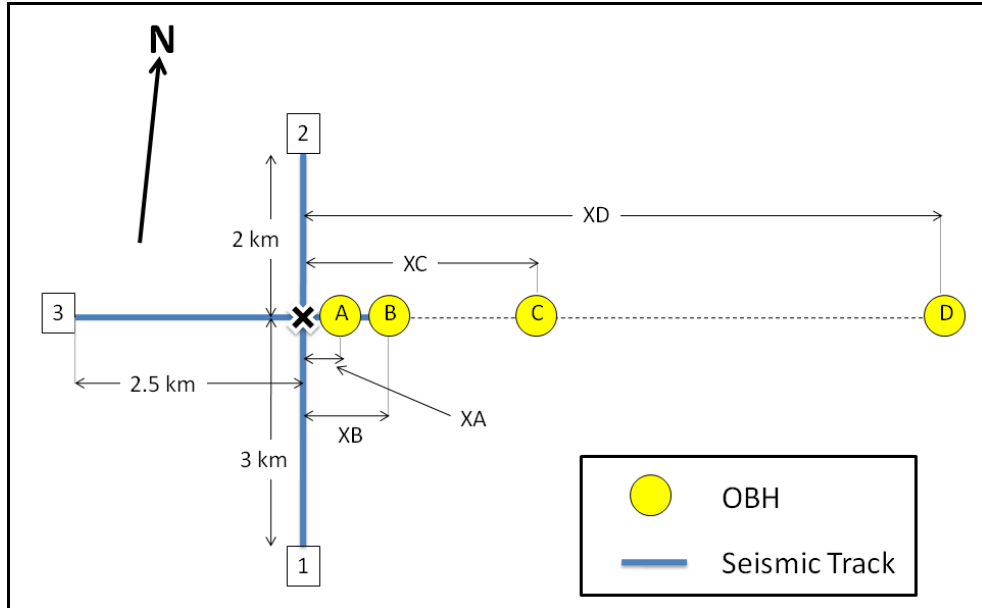 N
2
XD
2 km
XC
3
A
B
C
D
2.5 km
XA
XB
3 km
1
OBH
Seismic Track